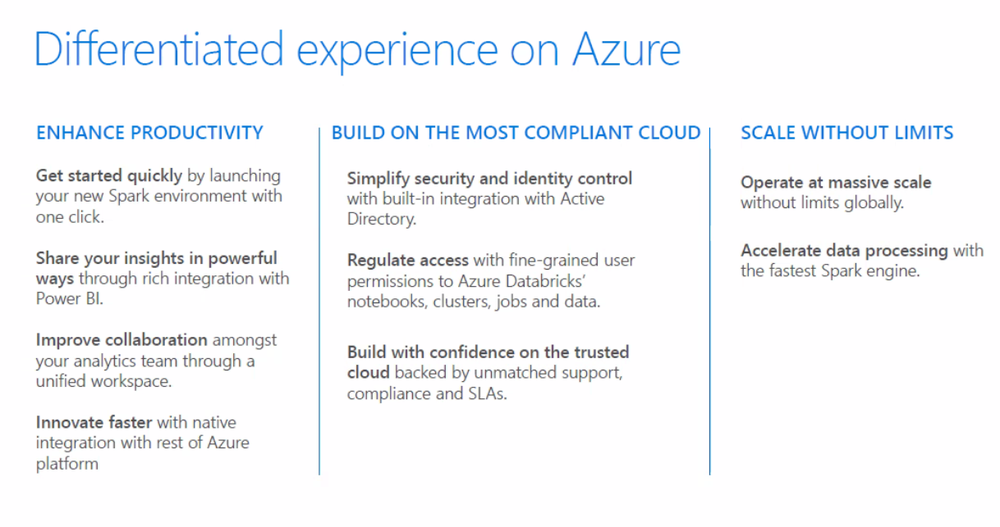 Differentiated experience on Azure
ENHANCE PRODUCTIVITY
Get started quickly by launching
your new Spark environment with
one click.
Share your insights in powerful
ways through rich integration with
Power BI.
Improve collaboration amongst
your analytics team through a
unified workspace.
Innovate faster with native
integration with rest of Azure
platform
BUILD ON THE MOST COMPLIANT CLOUD
Simplify security and identity control
with built-in integration with Active
Directory.
Regulate access with fine-grained user
permissions to Azure Databricks’
notebooks, clusters, jobs and data.
Build with confidence on the trusted
cloud backed by unmatched support,
compliance and SLAs.
SCALE WITHOUT LIMITS
Operate at massive scale
without limits globally.
Accelerate data processing with
the fastest Spark engine.